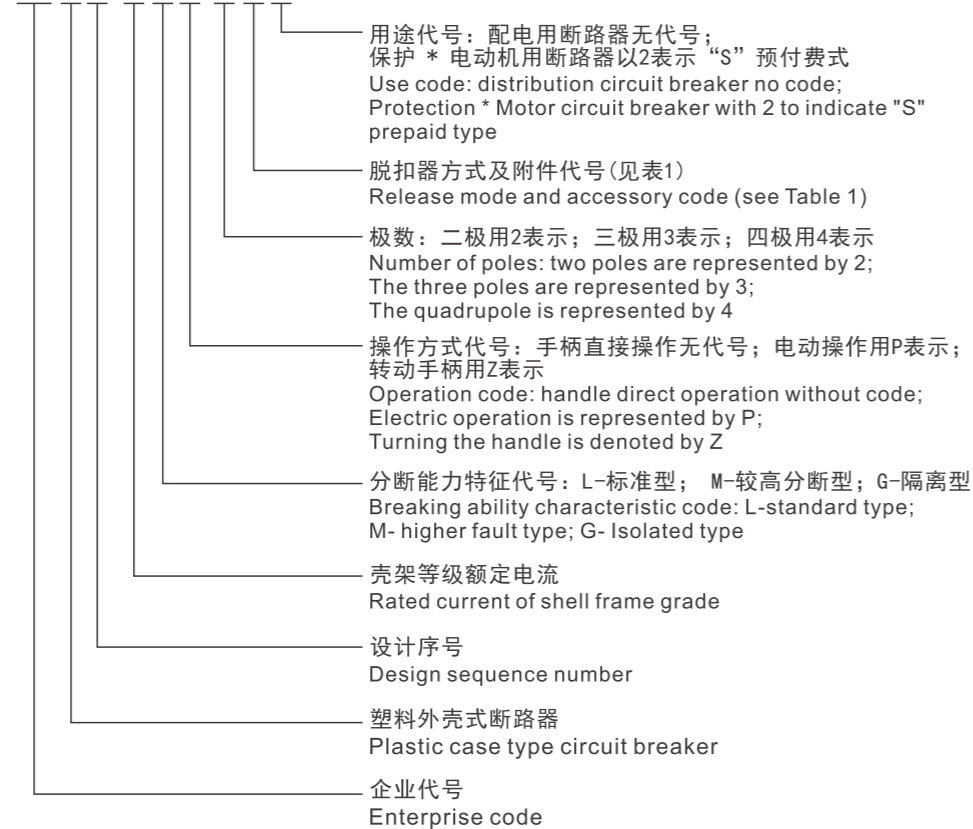 用途代号：配电用断路器无代号；
保护 * 电动机用断路器以2表示“S”预付费式
Use code: distribution circuit breaker no code;
Protection * Motor circuit breaker with 2 to indicate "S"
prepaid type
脱扣器方式及附件代号(见表1)
Release mode and accessory code (see Table 1)
极数：二极用2表示；三极用3表示；四极用4表示
Number of poles: two poles are represented by 2;
The three poles are represented by 3;
The quadrupole is represented by 4
操作方式代号：手柄直接操作无代号；电动操作用P表示；
转动手柄用Z表示
Operation code: handle direct operation without code;
Electric operation is represented by P;
Turning the handle is denoted by Z
分断能力特征代号：L-标准型； M-较高分断型；G-隔离型
Breaking ability characteristic code: L-standard type;
M- higher fault type; G- Isolated type
壳架等级额定电流
Rated current of shell frame grade
设计序号
Design sequence number
塑料外壳式断路器
Plastic case type circuit breaker
企业代号
Enterprise code